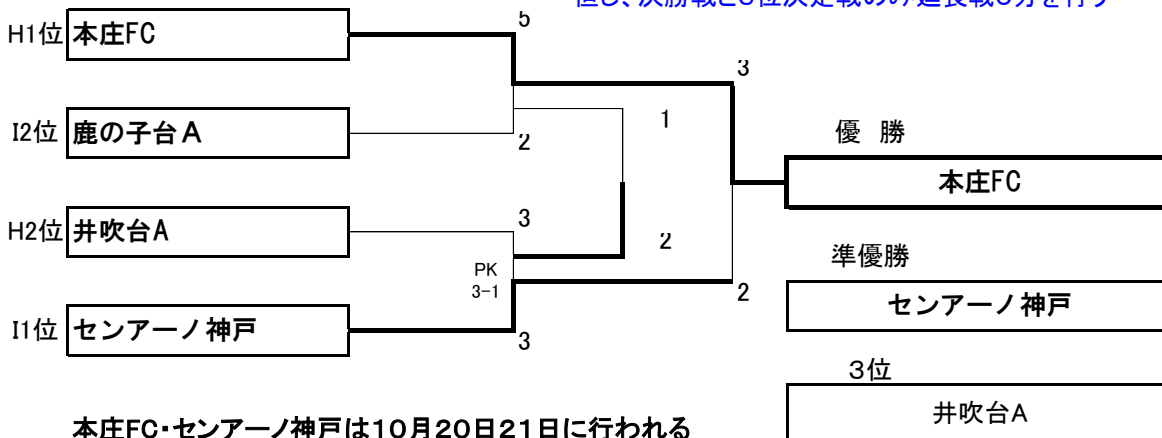 但し、決勝戦と3位決定戦のみ延長戦5分を行う
5
H1位 本庄FC
3
1
I2位 鹿の子台A
2
優 勝
本庄FC
H2位 井吹台A
3
2
準優勝
PK
3-1
2
センアーノ神戸
I1位 センアーノ神戸
3
3位
井吹台A
本庄FC・センアーノ神戸は10月20日21日に行われる